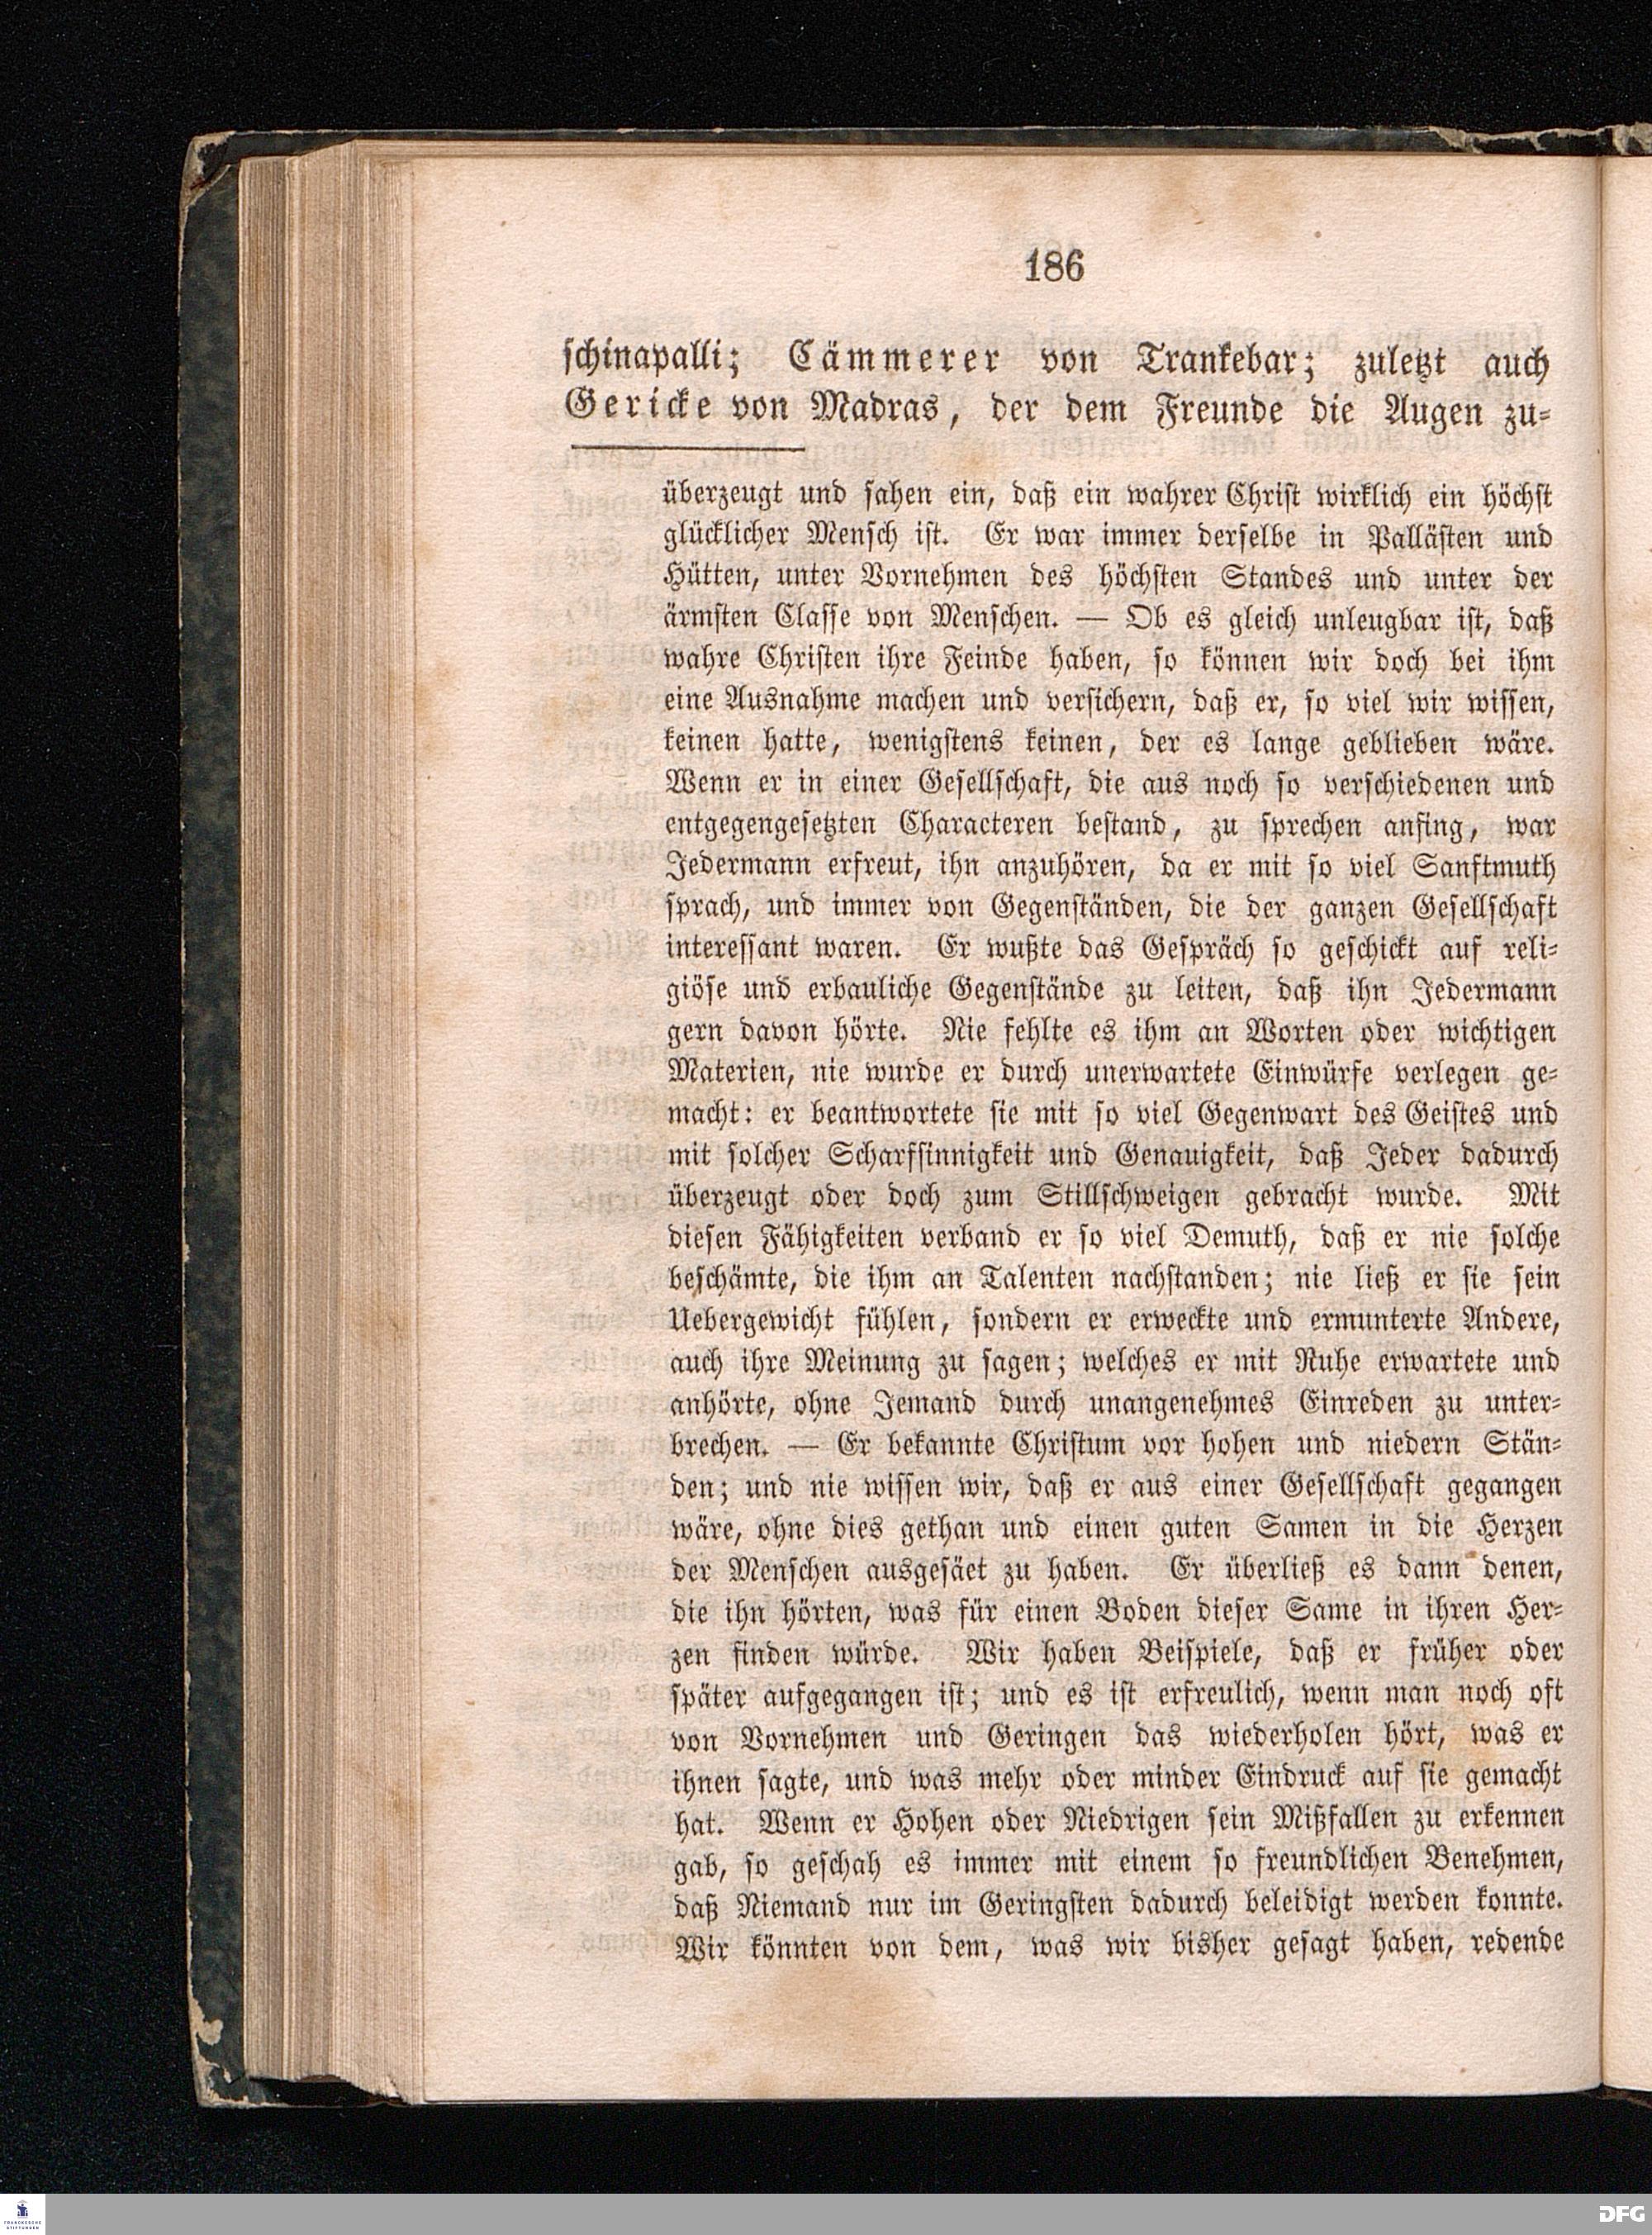 186
schinapalli; Cämmerer von Trankebar; zuletzt auch
Gericke von Madras, der dem Freunde die Augen zu-
überzeugt und sahen ein, daß ein wahrer Christ wirklich ein höchst
glücklicher Mensch ist. Er war immer derselbe in Pallästen und
Hütten, unter Vornehmen des höchsten Standes und unter der
ärmsten Classe von Menschen. — Ob es gleich unleugbar ist, daß
wahre Christen ihre Feinde haben, so können wir doch bei ihm
eine Ausnahme machen und versichern, daß er, so viel wir wissen,
keinen hatte, wenigstens keinen, der es lange geblieben wäre.
Wenn er in einer Gesellschaft, die aus noch so verschiedenen und
entgegengesetzten Characteren bestand, zu sprechen anfing, war
Jedermann erfreut, ihn anzuhören, da er mit so viel Sanftmuth
sprach, und immer von Gegenständen, die der ganzen Gesellschaft
interessant waren. Er wußte das Gespräch so geschickt auf reli-
giöse und erbauliche Gegenstände zu leiten, daß ihn Jedermann
gern davon hörte. Nie fehlte es ihm an Worten oder wichtigen
Materien, nie wurde er durch unerwartete Einwürfe verlegen ge-
macht: er beantwortete sie mit so viel Gegenwart des Geistes und
mit solcher Scharfsinnigkeit und Genauigkeit, daß Jeder dadurch
überzeugt oder doch zum Stillschweigen gebracht wurde. Mit
diesen Fähigkeiten verband er so viel Demuth, daß er nie solche
beschämte, die ihm an Talenten nachstanden; nie ließ er sie sein
Uebergewicht fühlen, sondern er erweckte und ermunterte Andere,
auch ihre Meinung zu sagen; welches er mit Ruhe erwartete und
anhörte, ohne Jemand durch unangenehmes Einreden zu unter-
brechen. — Er bekannte Christum vor hohen und niedern Stän-
den; und nie wissen wir, daß er aus einer Gesellschaft gegangen
wäre, ohne dies gethan und einen guten Samen in die Herzen
der Menschen ausgesäet zu haben. Er überließ es dann denen,
die ihn hörten, was für einen Boden dieser Same in ihren Her-
zen finden würde. Wir haben Beispiele, daß er früher oder
später aufgegangen ist; und es ist erfreulich, wenn man noch oft
von Vornehmen und Geringen das wiederholen hört, was er
ihnen sagte, und was mehr oder minder Eindruck auf sie gemacht
hat. Wenn er Hohen oder Niedrigen sein Mißfallen zu erkennen
gab, so geschah es immer mit einem so freundlichen Benehmen,
daß Niemand nur im Geringsten dadurch beleidigt werden konnte.
Wir könnten von dem, was wir bisher gesagt haben, redende
FRANCKESCHE
STIFTUNGEN
DFG